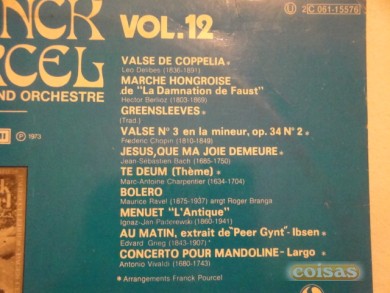 NCK
RCEL
ND ORCHESTRE
VOL.12
2C 051-15576
℗ 1973
VALSE DE COPPELIA *
Leo Delibes (1836-1891)
MARCHE HONGROISE
de "La Damnation de Faust" *
Hector Berlioz (1803-1869)
GREENSLEEVES *
(Trad.)
VALSE N° 3 en la mineur, op. 34 N° 2 *
Frederic Chopin (1810-1849)
JESUS, QUE MA JOIE DEMEURE *
Jean-Sébastien Bach (1685-1750)
TE DEUM (Thème) *
Marc-Antoine Charpentier (1634-1704)
BOLERO
Maurice Ravel (1875-1937) arrgt Roger Branga
MENUET "L'Antique" *
Ignaz-Jen Paderewski (1860-1941)
AU MATIN, extrait de "Peer Gynt" - Ibsen
Edvard Grieg (1843-1907) *
CONCERTO POUR MANDOLINE - Largo *
Antonio Vivaldi (1680-1743)
* Arrangements Franck Pourcel
coisas